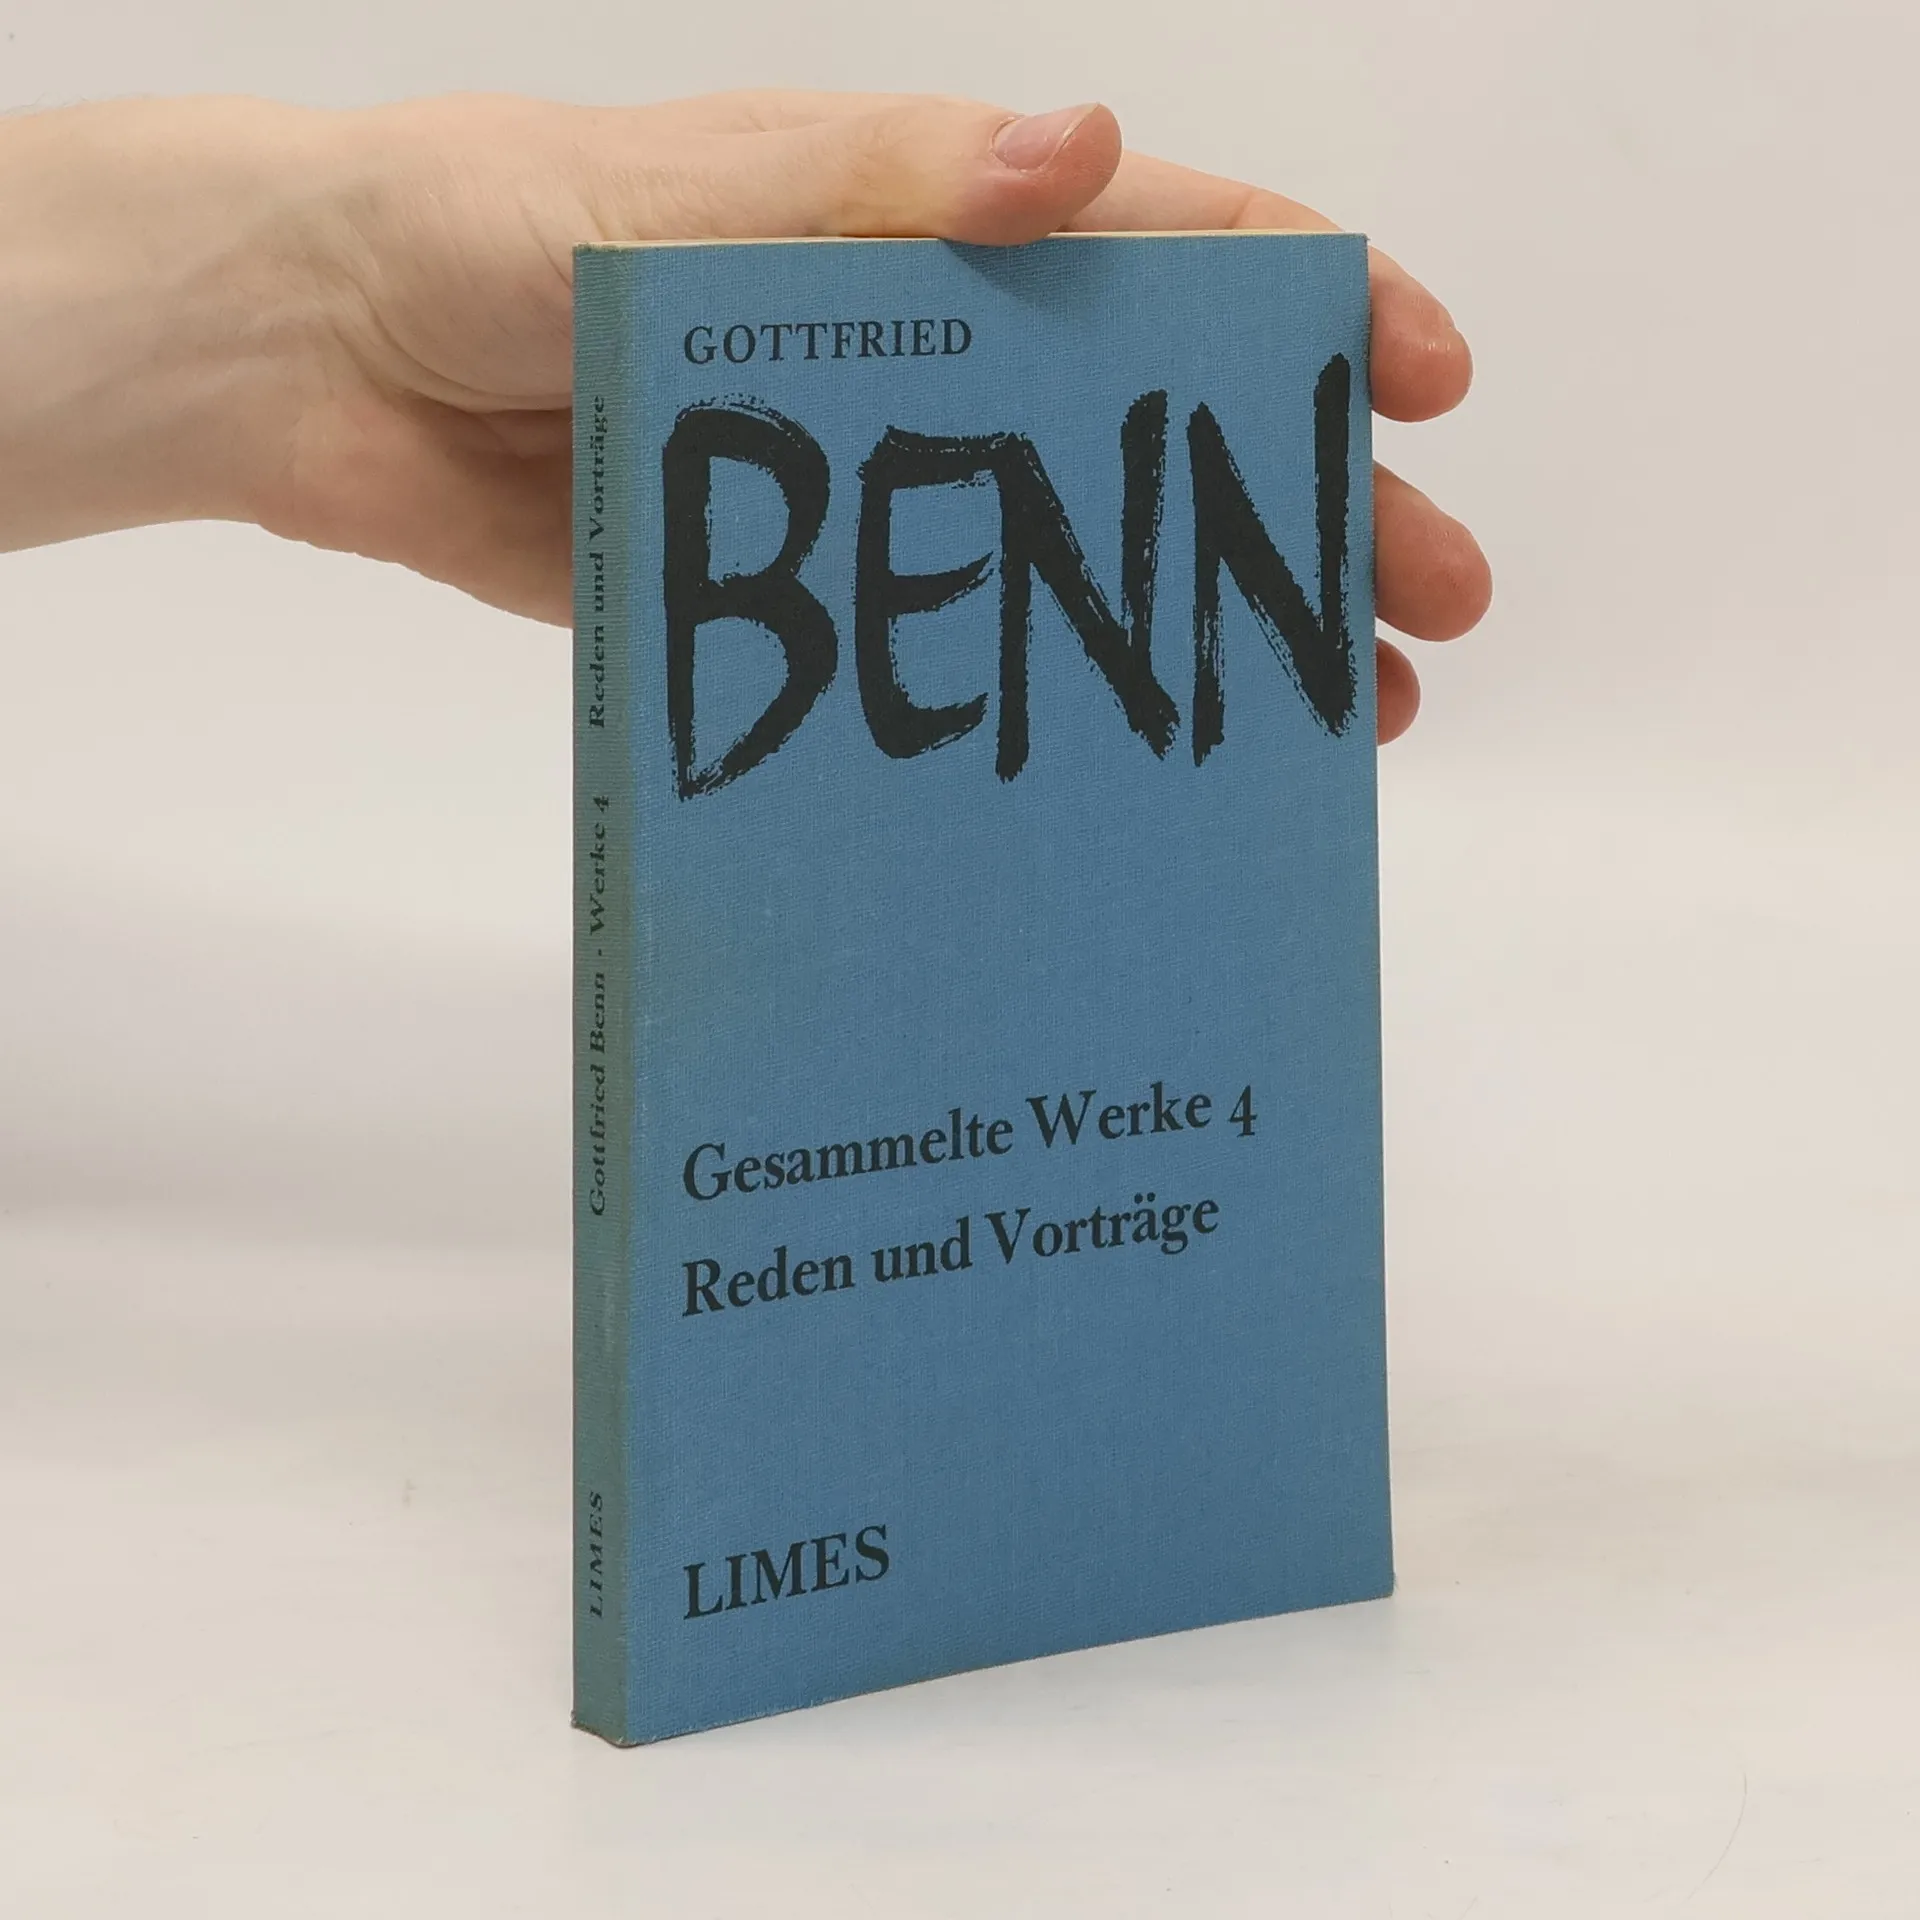 GOTTFRIED
BENN
Gesammelte Werke 4
Reden und Vorträge
LIMES
Gottfried Benn · Werke 4 Reden und Vorträge
LIMES